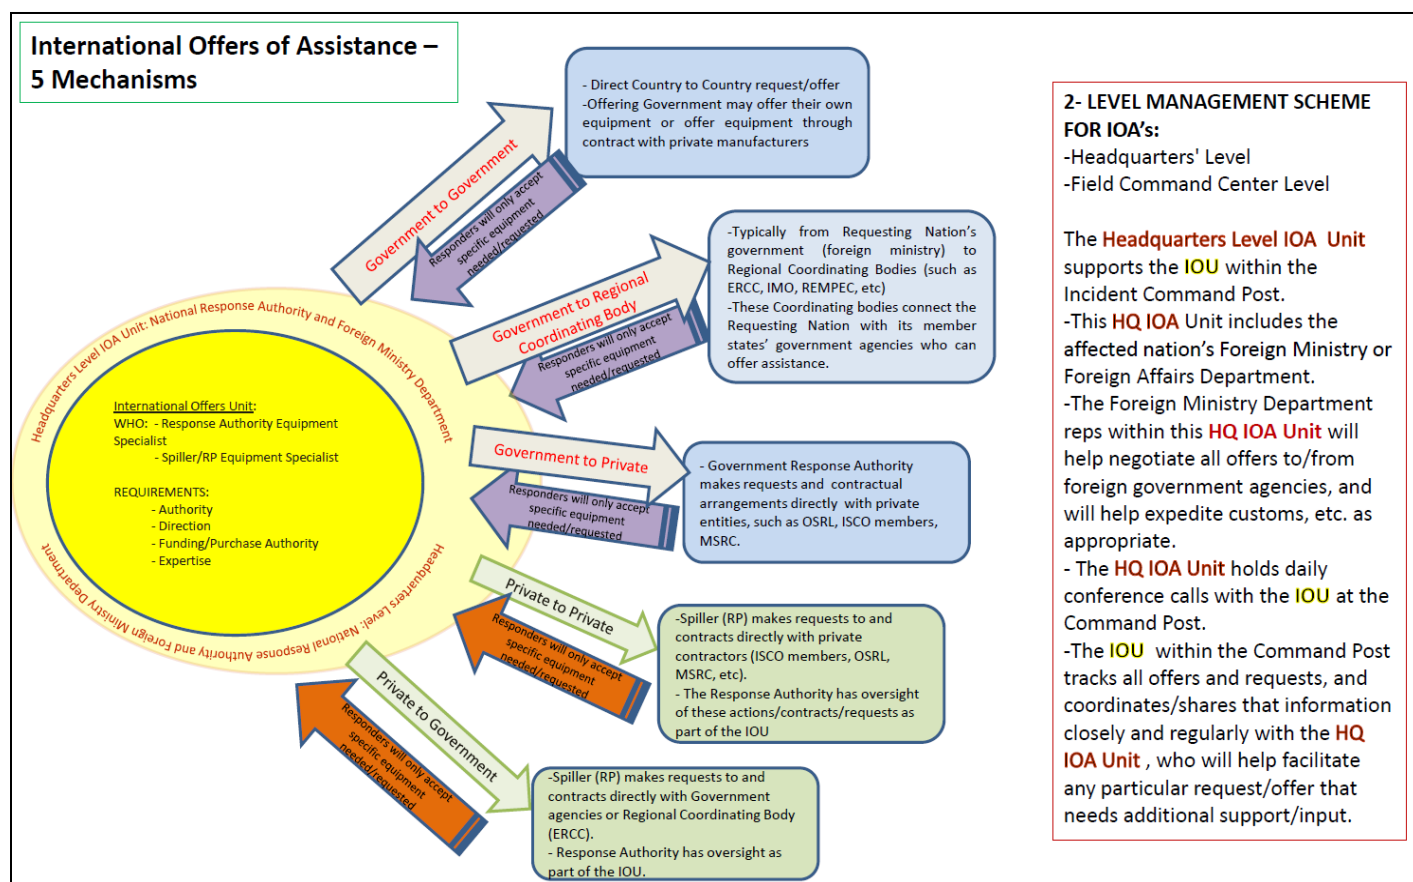 International Offers of Assistance –
5 Mechanisms
- Direct Country to Country request/offer
-Offering Government may offer their own
equipment or offer equipment through
contract with private manufacturers
Government to Government
Responders will only accept
specific equipment
needed/requested
-Typically from Requesting Nation's
government (foreign ministry) to
Regional Coordinating Bodies (such as
ERCC, IMO, REMPEC, etc)
-These Coordinating bodies connect the
Requesting Nation with its member
states' government agencies who can
offer assistance.
Government to Regional
Coordinating Body
Responders will only accept
specific equipment
needed/requested
Headquarters Level IOA Unit: National Response Authority and Foreign Ministry Department
International Offers Unit:
WHO: - Response Authority Equipment
Specialist
- Spiller/RP Equipment Specialist
REQUIREMENTS:
- Authority
- Direction
- Funding/Purchase Authority
- Expertise
Headquarters Level: National Response Authority and Foreign Ministry Department
Government to Private
Responders will only accept
specific equipment
needed/requested
- Government Response Authority
makes requests and contractual
arrangements directly with private
entities, such as OSRL, ISCO members,
MSRC.
Private to Private
Responders will only accept
specific equipment
needed/requested
-Spiller (RP) makes requests to and
contracts directly with private
contractors (ISCO members, OSRL,
MSRC, etc).
- The Response Authority has oversight
of these actions/contracts/requests as
part of the IOU
Private to Government
Responders will only accept
specific equipment
needed/requested
-Spiller (RP) makes requests to and
contracts directly with Government
agencies or Regional Coordinating Body
(ERCC).
- Response Authority has oversight as
part of the IOU.
2- LEVEL MANAGEMENT SCHEME
FOR IOA's:
-Headquarters' Level
-Field Command Center Level
The Headquarters Level IOA Unit
supports the IOU within the
Incident Command Post.
-This HQ IOA Unit includes the
affected nation's Foreign Ministry or
Foreign Affairs Department.
-The Foreign Ministry Department
reps within this HQ IOA Unit will
help negotiate all offers to/from
foreign government agencies, and
will help expedite customs, etc. as
appropriate.
- The HQ IOA Unit holds daily
conference calls with the IOU at the
Command Post.
-The IOU within the Command Post
tracks all offers and requests, and
coordinates/shares that information
closely and regularly with the HQ
IOA Unit , who will help facilitate
any particular request/offer that
needs additional support/input.